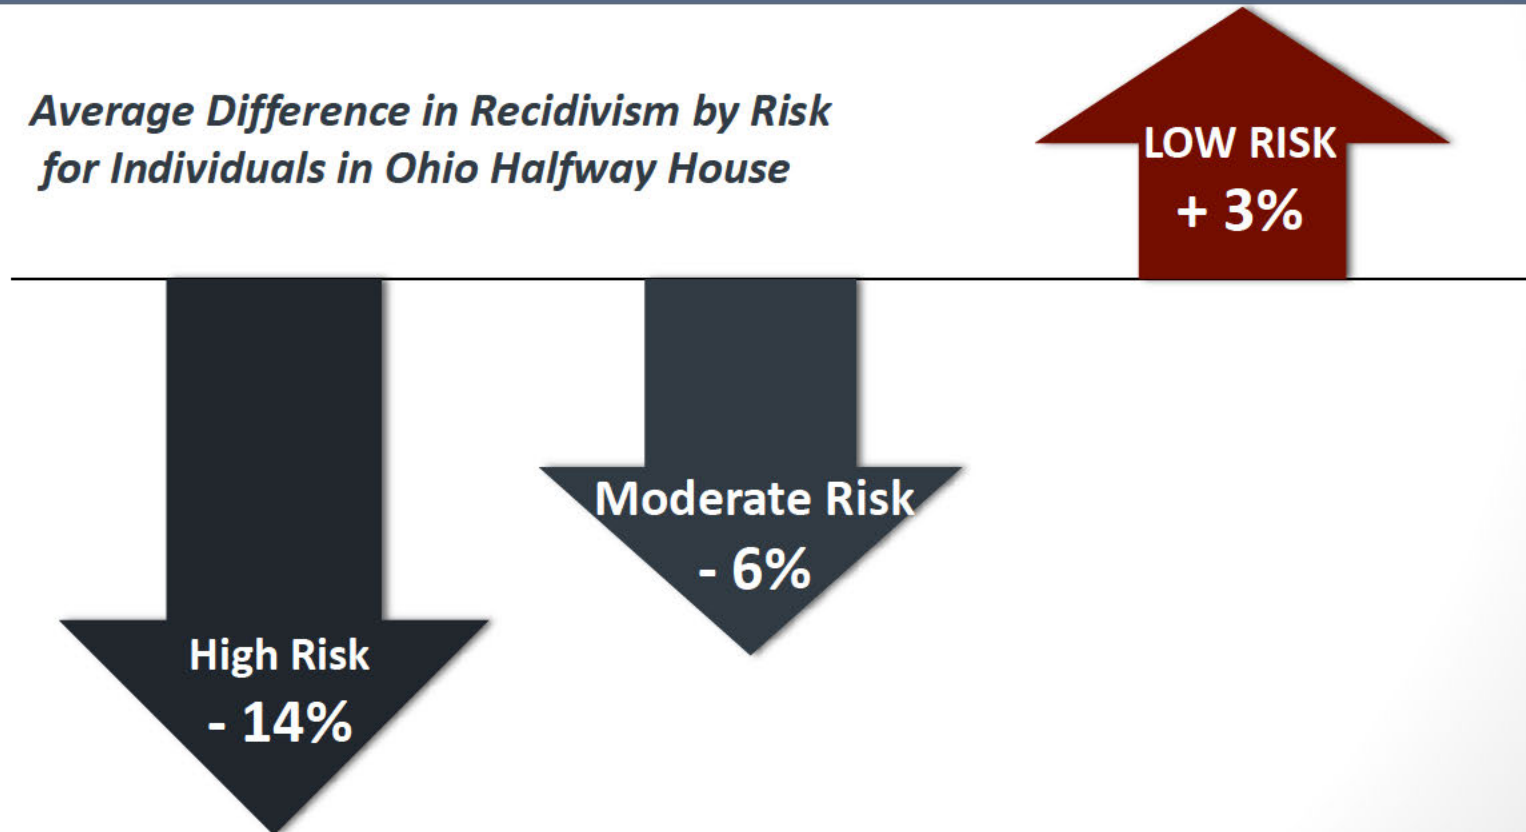 Average Difference in Recidivism by Risk
for Individuals in Ohio Halfway House
LOW RISK
+ 3%
Moderate Risk
- 6%
High Risk
- 14%